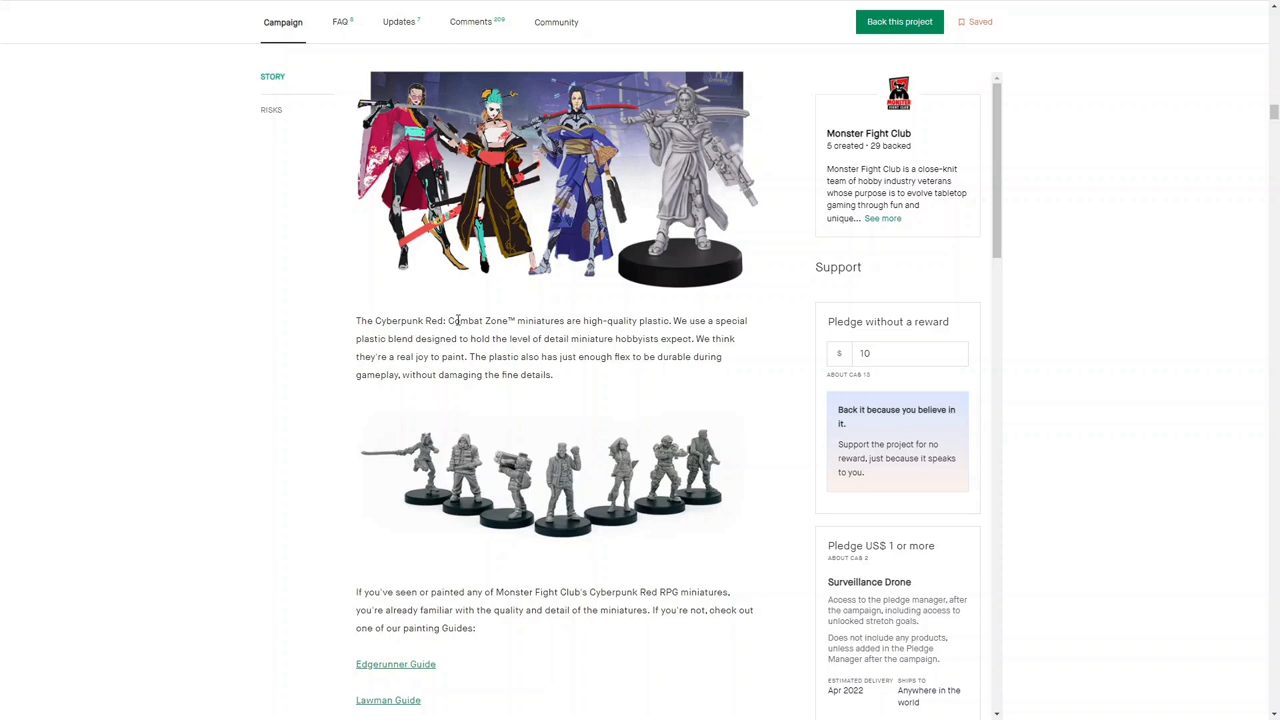 Campaign
FAQ 8
Updates 7
Comments 209
Community
Back this project
Saved
STORY
RISKS
The Cyberpunk Red: Combat Zone™ miniatures are high-quality plastic. We use a special
plastic blend designed to hold the level of detail miniature hobbyists expect. We think
they're a real joy to paint. The plastic also has just enough flex to be durable during
gameplay, without damaging the fine details.
If you've seen or painted any of Monster Fight Club's Cyberpunk Red RPG miniatures,
you're already familiar with the quality and detail of the miniatures. If you're not, check out
one of our painting Guides:
Edgerunner Guide
Lawman Guide
MONSTER
FIGHT CLUB
Monster Fight Club
5 created · 29 backed
Monster Fight Club is a close-knit
team of hobby industry veterans
whose purpose is to evolve tabletop
gaming through fun and
unique... See more
Support
Pledge without a reward
$ 10
ABOUT CA$ 13
Back it because you believe in
it.
Support the project for no
reward, just because it speaks
to you.
Pledge US$ 1 or more
ABOUT CA$ 2
Surveillance Drone
Access to the pledge manager, after
the campaign, including access to
unlocked stretch goals.
Does not include any products,
unless added in the Pledge
Manager after the campaign.
ESTIMATED DELIVERY
Apr 2022
SHIPS TO
Anywhere in the
world